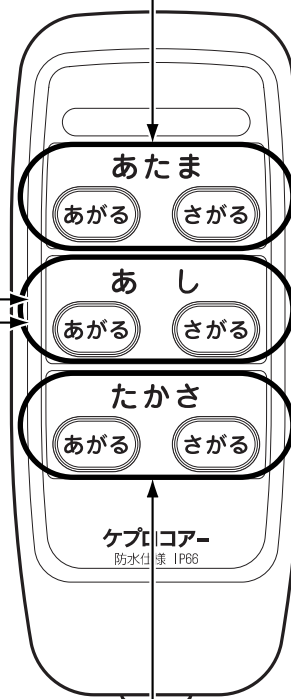 あたま
あがる さがる
あ し
あがる さがる
たかさ
あがる さがる
ケプロコアー
防水仕様 IP66